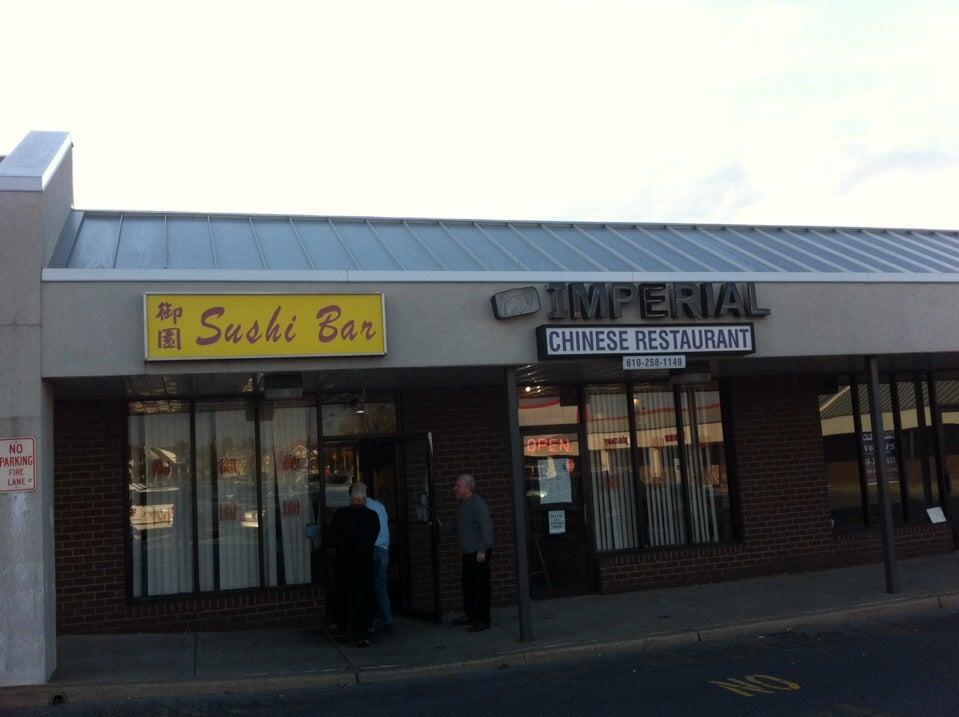 御園
Sushi Bar
IMPERIAL
CHINESE RESTAURANT
610-258-1149
OPEN
NO
PARKING
FIRE
LANE
NO